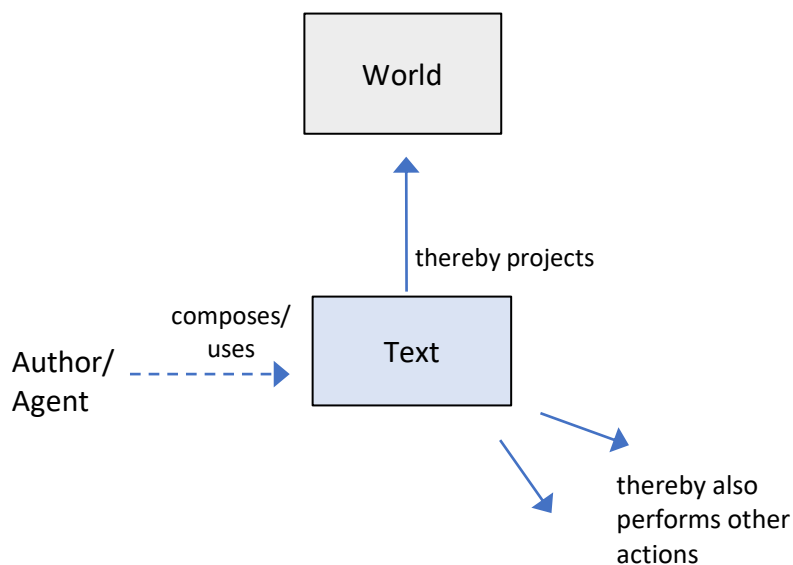 World
thereby projects
composes/
uses
Text
Author/
Agent
thereby also
performs other
actions